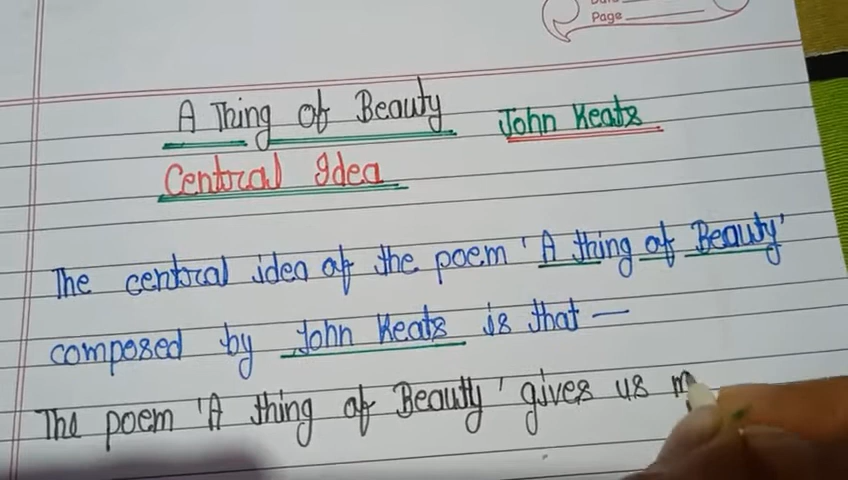 Page
A Thing of Beauty John Keats
Central Idea
The central idea of the poem 'A thing of Beauty'
composed by John Keats is that —
The poem 'A thing of Beauty' gives us